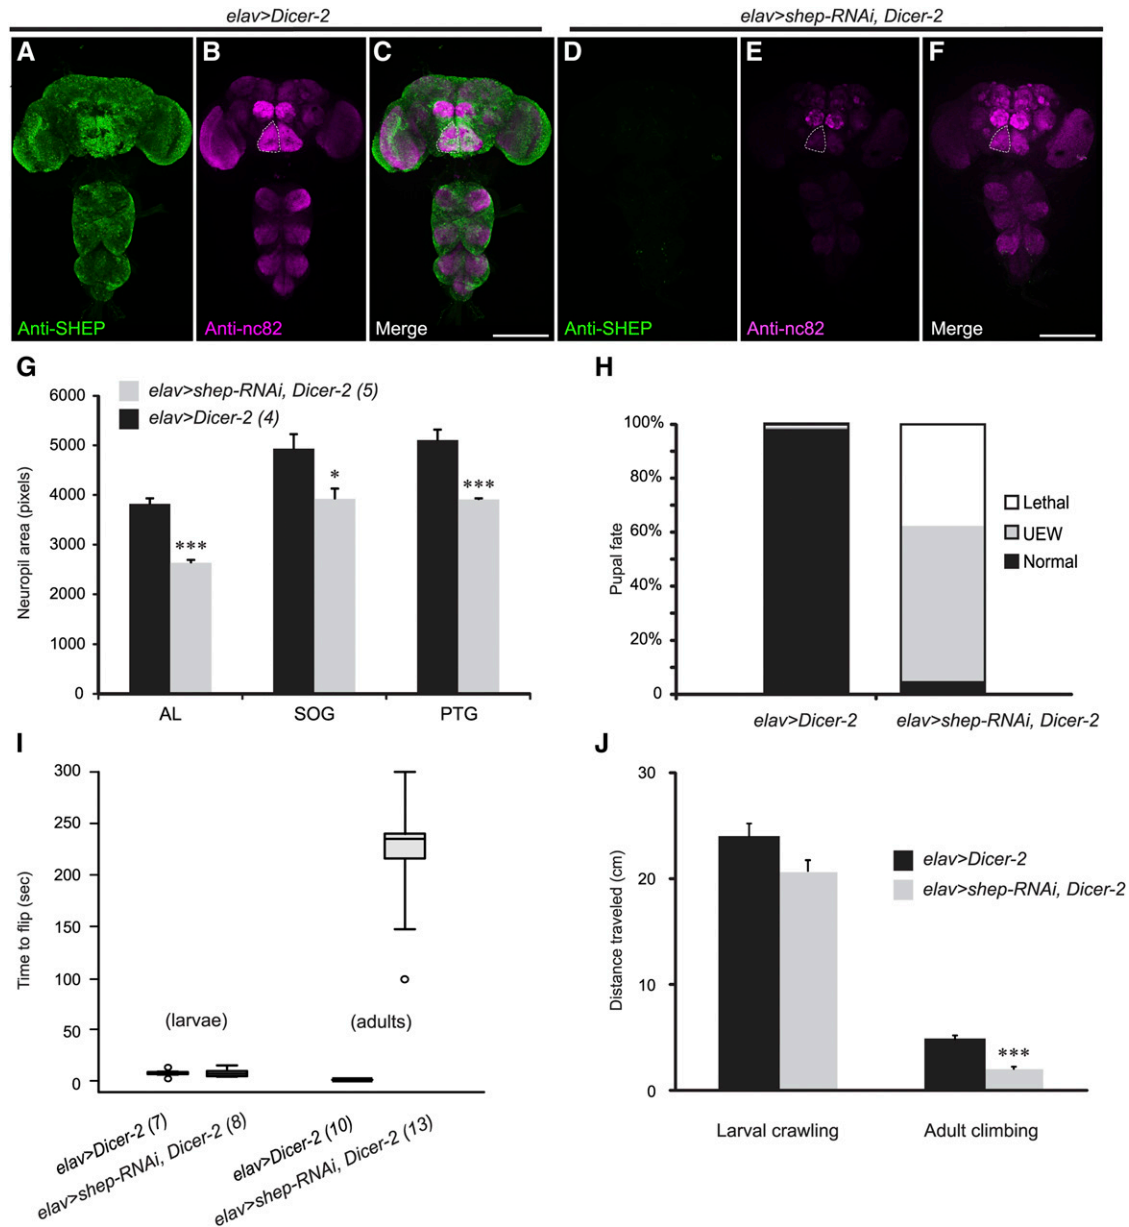 elav>Dicer-2
elav>shep-RNAi, Dicer-2
A
B
C
D
E
F
Anti-SHEP
Anti-nc82
Merge
Anti-SHEP
Anti-nc82
Merge
G
elav>shep-RNAi, Dicer-2 (5)
elav>Dicer-2 (4)
Neuropil area (pixels)
6000
5000
4000
3000
2000
1000
0
***
*
***
AL
SOG
PTG
H
Pupal fate
100%
80%
60%
40%
20%
0
Lethal
UEW
Normal
elav>Dicer-2
elav>shep-RNAi, Dicer-2
I
Time to flip (sec)
300
250
200
150
100
50
0
(larvae)
(adults)
elav>Dicer-2 (7)
elav>shep-RNAi, Dicer-2 (8)
elav>Dicer-2 (10)
elav>shep-RNAi, Dicer-2 (13)
J
Distance traveled (cm)
30
20
10
0
elav>Dicer-2
elav>shep-RNAi, Dicer-2
***
Larval crawling
Adult climbing